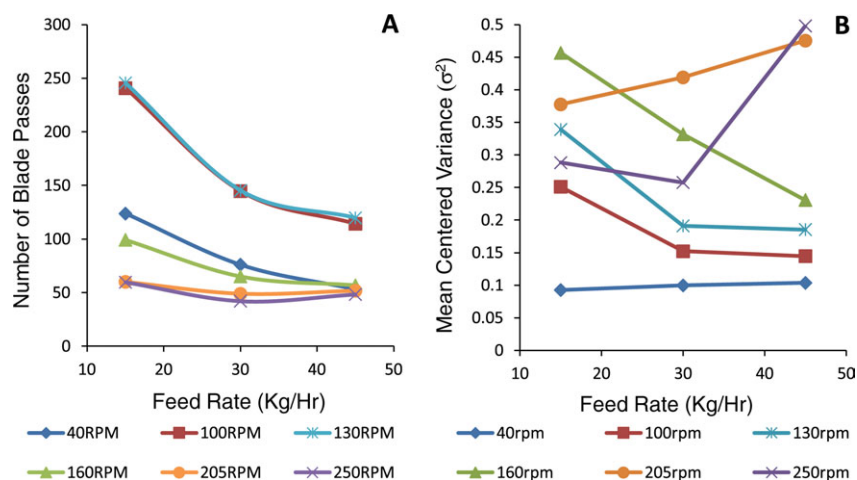 A
Number of Blade Passes
300
250
200
150
100
50
0
10 20 30 40 50
Feed Rate (Kg/Hr)
40RPM 100RPM 130RPM
160RPM 205RPM 250RPM
B
Mean Centered Variance (σ²)
0.5
0.45
0.4
0.35
0.3
0.25
0.2
0.15
0.1
0.05
0
10 20 30 40 50
Feed Rate (Kg/Hr)
40rpm 100rpm 130rpm
160rpm 205rpm 250rpm